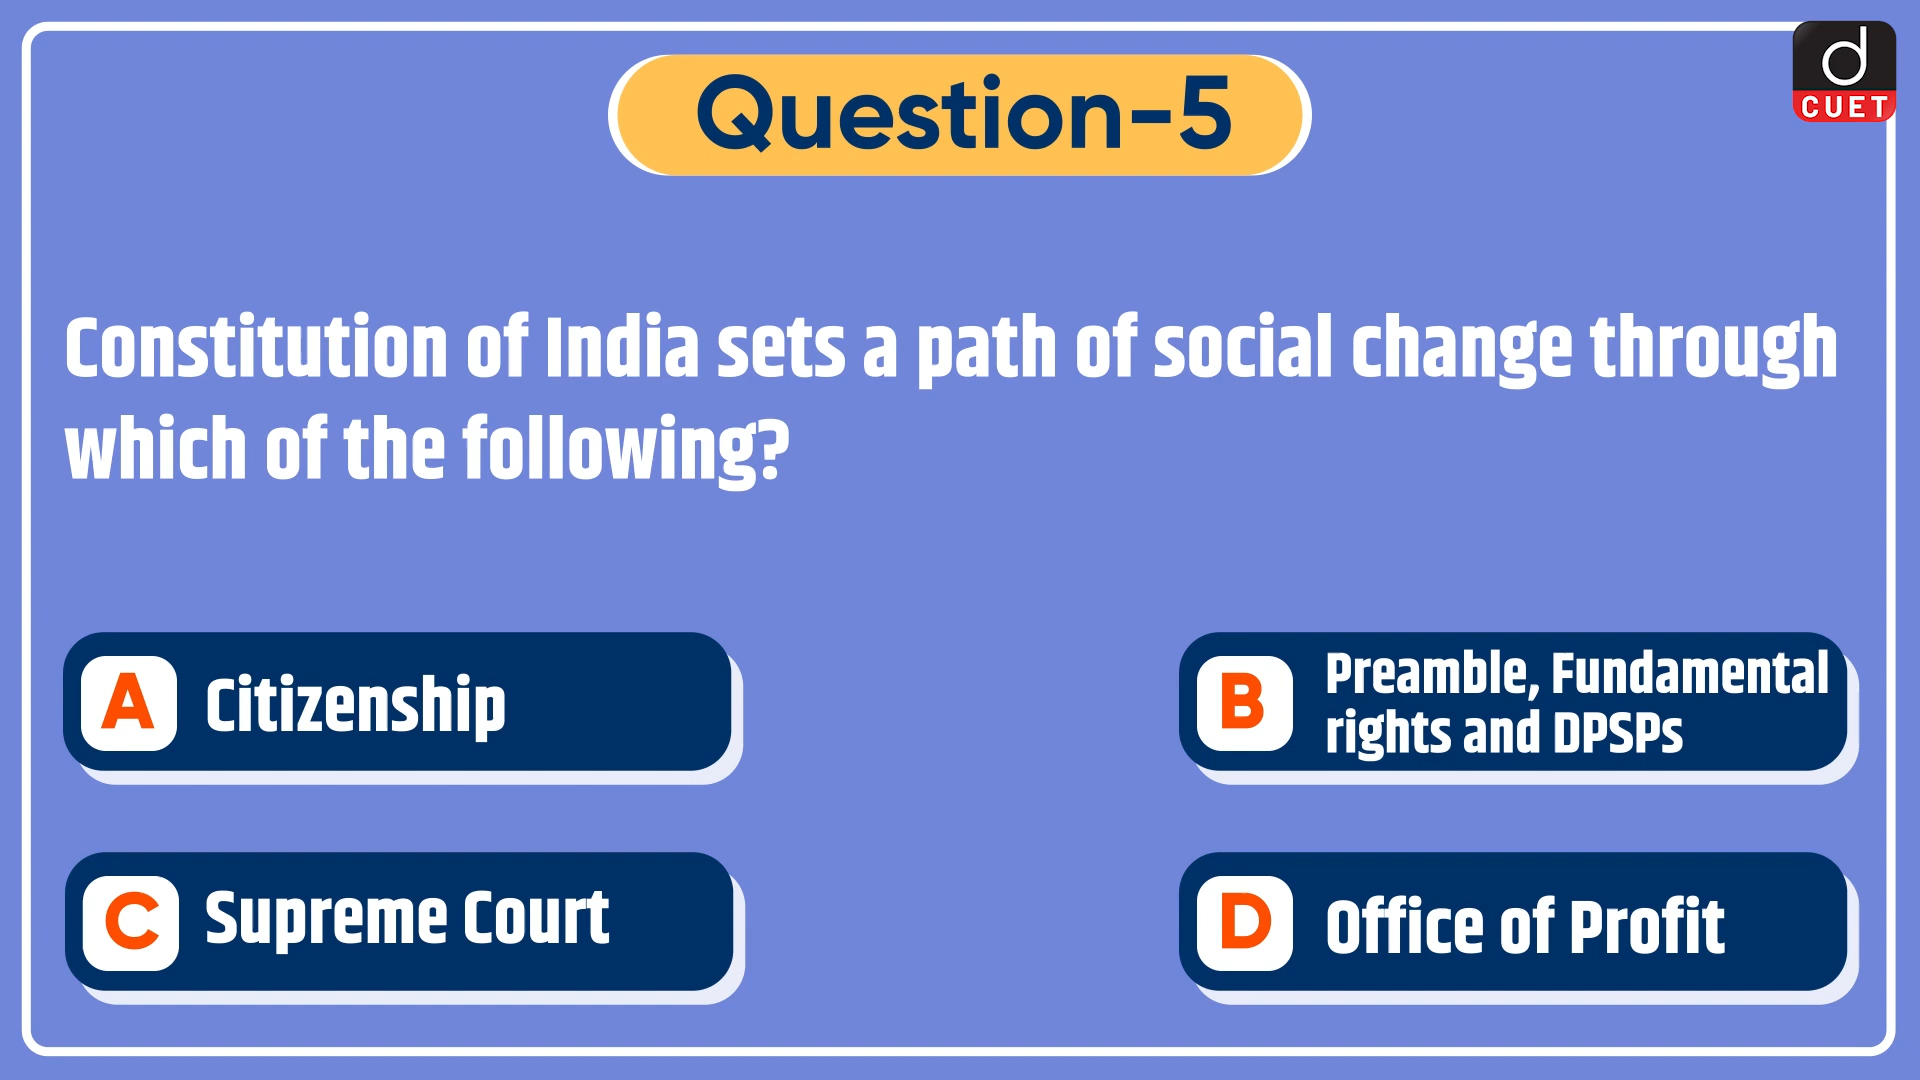 d
CUET
Question-5
Constitution of India sets a path of social change through
which of the following?
A Citizenship
B Preamble, Fundamental
rights and DPSPs
C Supreme Court
D Office of Profit